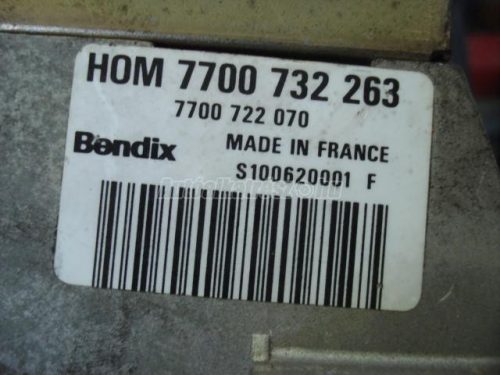 HOM 7700 732 263
7700 722 070
Bendix MADE IN FRANCE
S100620001 F